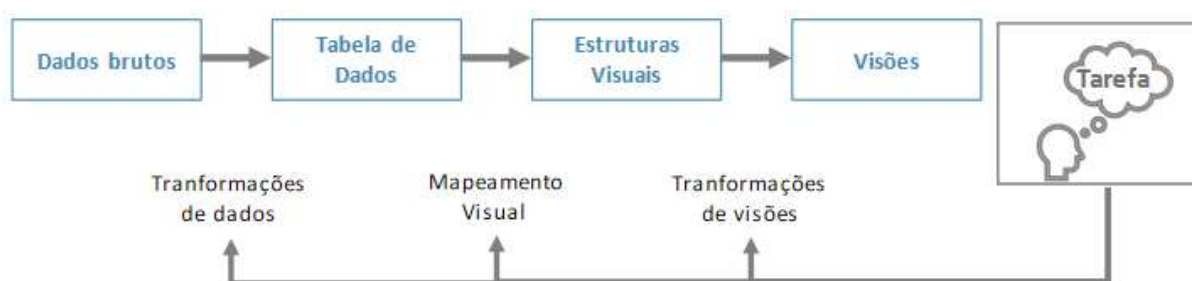 Dados brutos
Tabela de
Dados
Estruturas
Visuais
Visões
Tarefa
Tranformações
de dados
Mapeamento
Visual
Tranformações
de visões